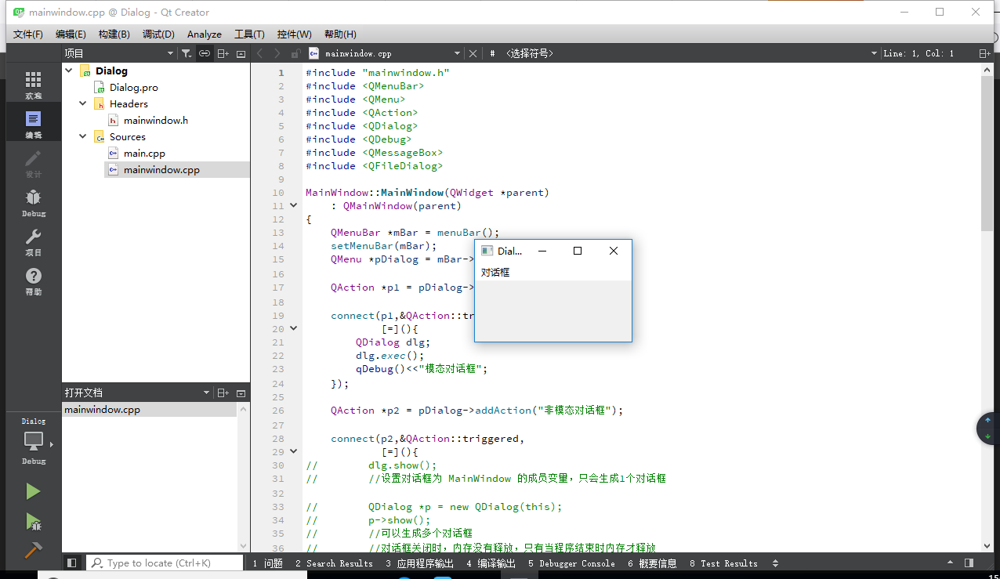 mainwindow.cpp @ Dialog - Qt Creator
文件(F) 编辑(E) 构建(B) 调试(D) Analyze 工具(T) 控件(W) 帮助(H)
项目
mainwindow.cpp
# <选择符号>
Line: 1, Col: 1
欢迎
编辑
设计
Debug
项目
帮助
Dialog
Debug
Dialog
Dialog.pro
Headers
mainwindow.h
Sources
main.cpp
mainwindow.cpp
打开文档
mainwindow.cpp
1 #include "mainwindow.h"
2 #include <QMenuBar>
3 #include <QMenu>
4 #include <QAction>
5 #include <QDialog>
6 #include <QDebug>
7 #include <QMessageBox>
8 #include <QFileDialog>
9
10 MainWindow::MainWindow(QWidget *parent)
11 : QMainWindow(parent)
12 {
13 QMenuBar *mBar = menuBar();
14 setMenuBar(mBar);
15 QMenu *pDialog = mBar->
16
17 QAction *p1 = pDialog->
18
19 connect(p1,&QAction::tr
20 [=](){
21 QDialog dlg;
22 dlg.exec();
23 qDebug()<<"模态对话框";
24 });
25
26 QAction *p2 = pDialog->addAction("非模态对话框");
27
28 connect(p2,&QAction::triggered,
29 [=](){
30 // dlg.show();
31 // //设置对话框为 MainWindow 的成员变量，只会生成1个对话框
32
33 // QDialog *p = new QDialog(this);
34 // p->show();
35 // //可以生成多个对话框
36 // //对话框关闭时，内存没有释放，只有当程序结束时内存才释放
Dial...
对话框
Type to locate (Ctrl+K)
1 问题 2 Search Results 3 应用程序输出 4 编译输出 5 Debugger Console 6 概要信息 8 Test Results